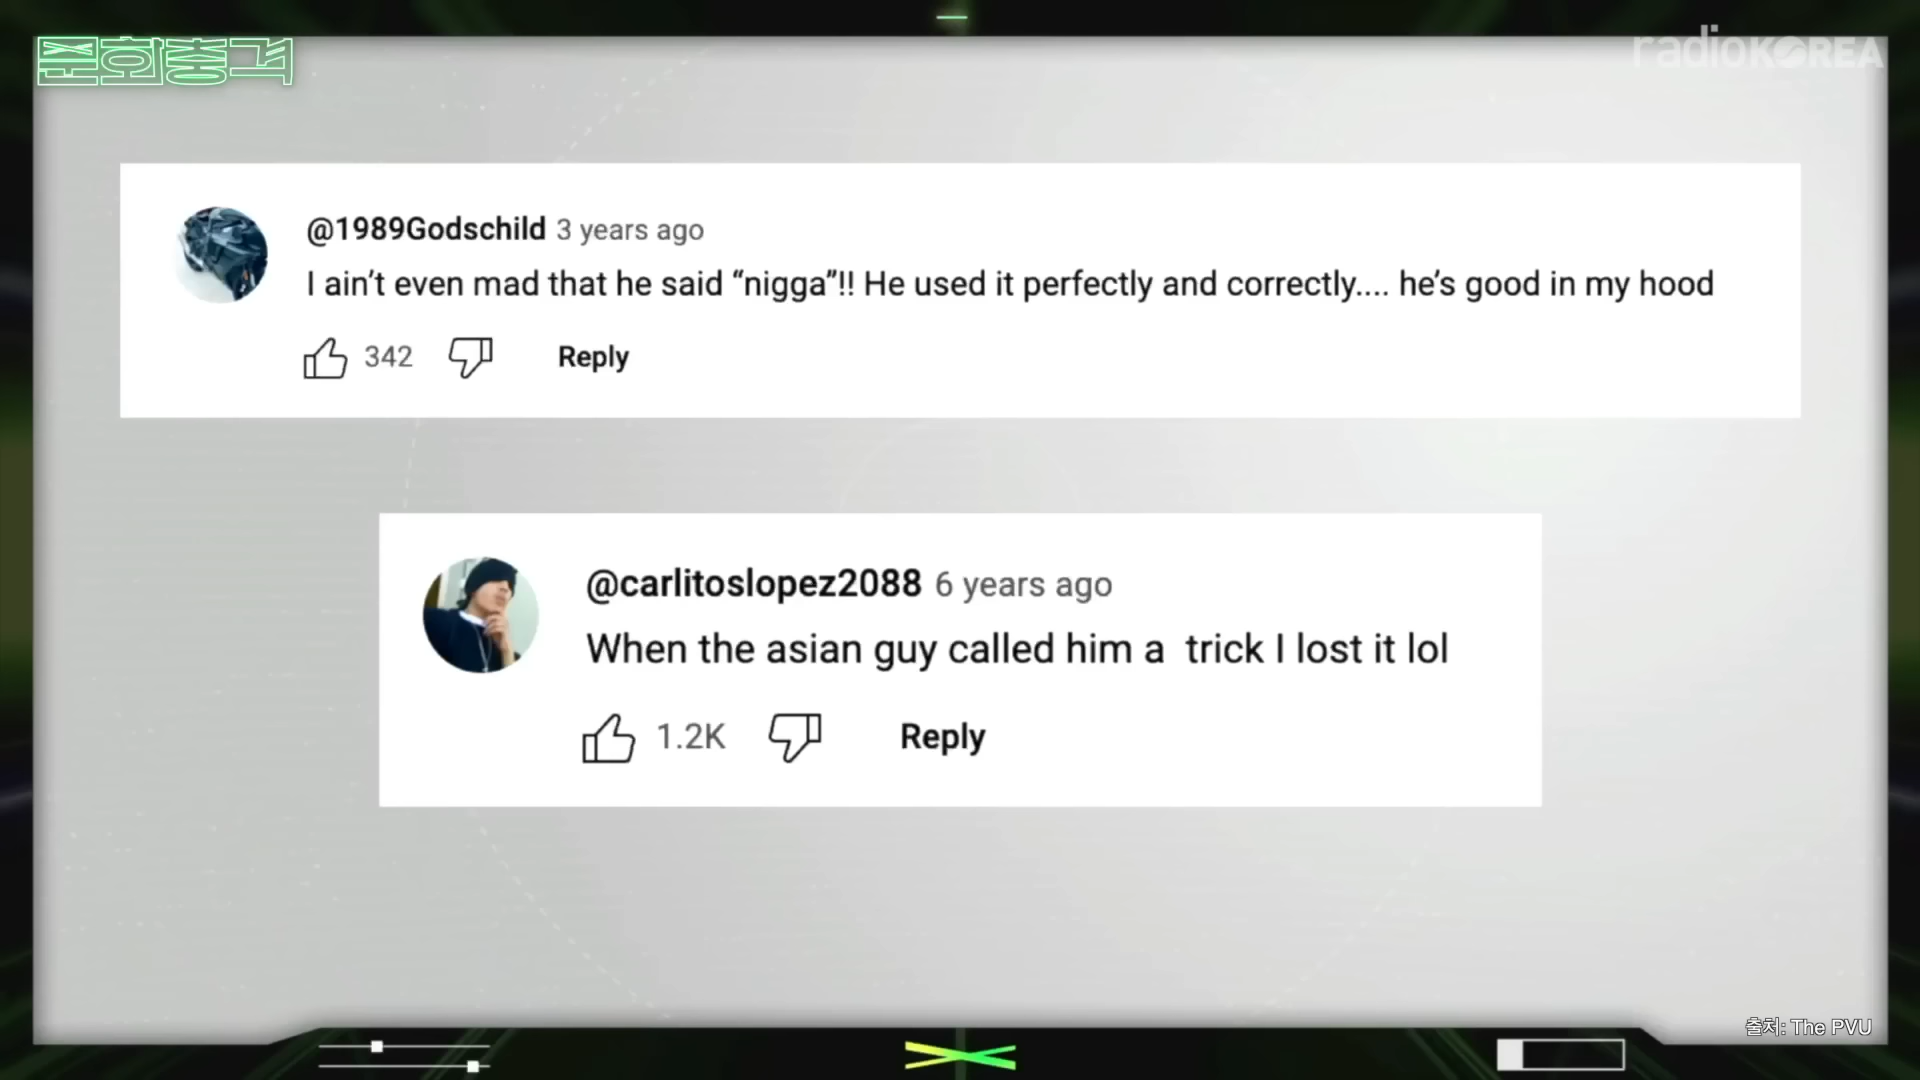 문화충격
radioKOREA
@1989Godschild 3 years ago
I ain’t even mad that he said “nigga”!! He used it perfectly and correctly.... he’s good in my hood
342 Reply
@carlitoslopez2088 6 years ago
When the asian guy called him a  trick I lost it lol
1.2K Reply
출처: The PVU